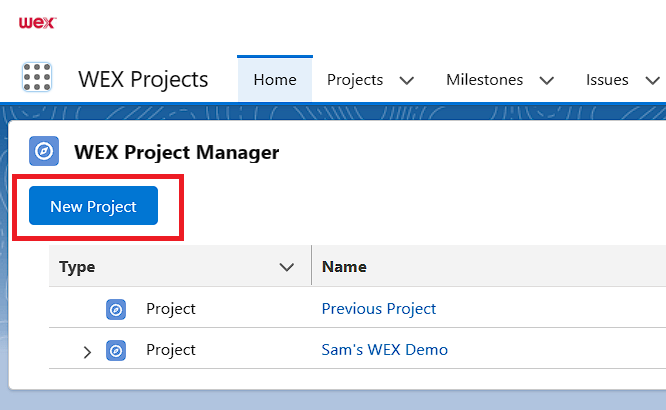 wex
WEX Projects Home Projects Milestones Issues
WEX Project Manager
New Project
Type Name
Project Previous Project
Project Sam's WEX Demo